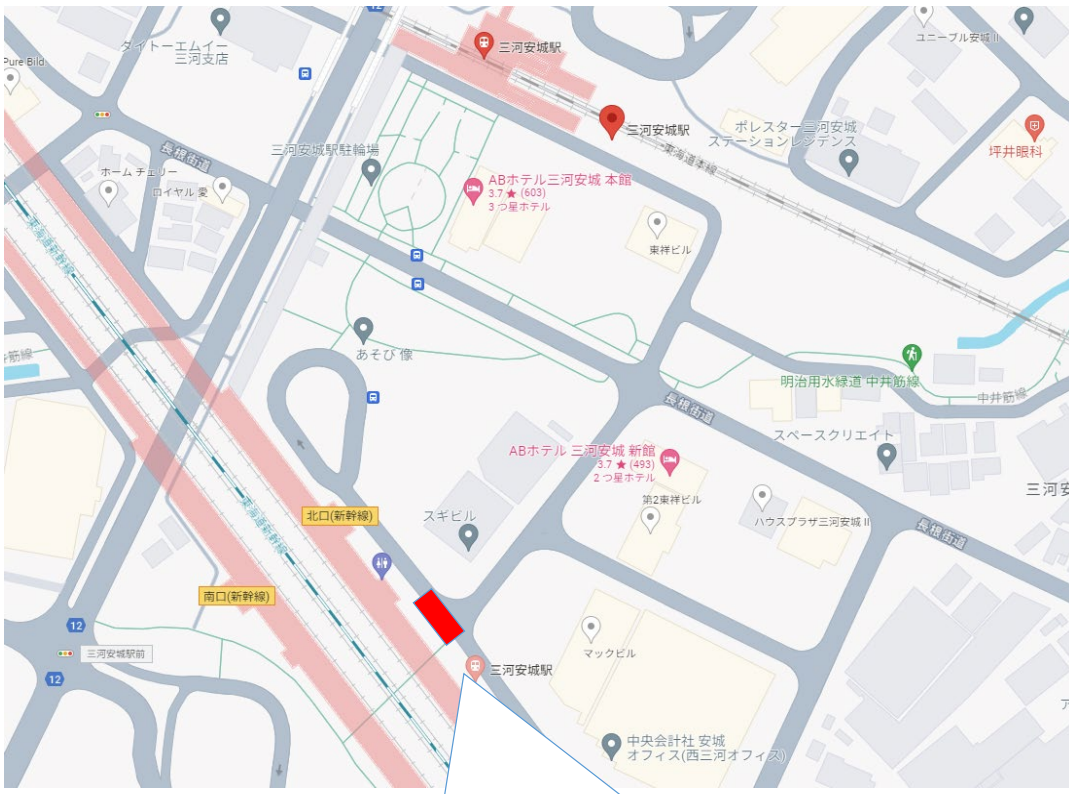 12
ダイトーエムイー
三河支店
三河安城駅
ユニーブル安城 II
Pure Bild
三河安城駅
ポレスター三河安城
ステーションレジデンス
坪井眼科
長根街道
三河安城駅駐輪場
東海道本線
ホーム チェリー
ロイヤル 愛
ABホテル三河安城 本館
3.7 ★ (603)
3 つ星ホテル
東祥ビル
東海道新幹線
あそび 像
井筋線
明治用水緑道 中井筋線
中井筋線
長根街道
スペースクリエイト
ABホテル 三河安城 新館
3.7 ★ (493)
2 つ星ホテル
三河安
第2東祥ビル
ハウスプラザ三河安城 II
北口(新幹線)
スギビル
長根街道
東海道新幹線
南口(新幹線)
12
三河安城駅前
マックビル
三河安城駅
12
ア
中央会計社 安城
オフィス(西三河オフィス)